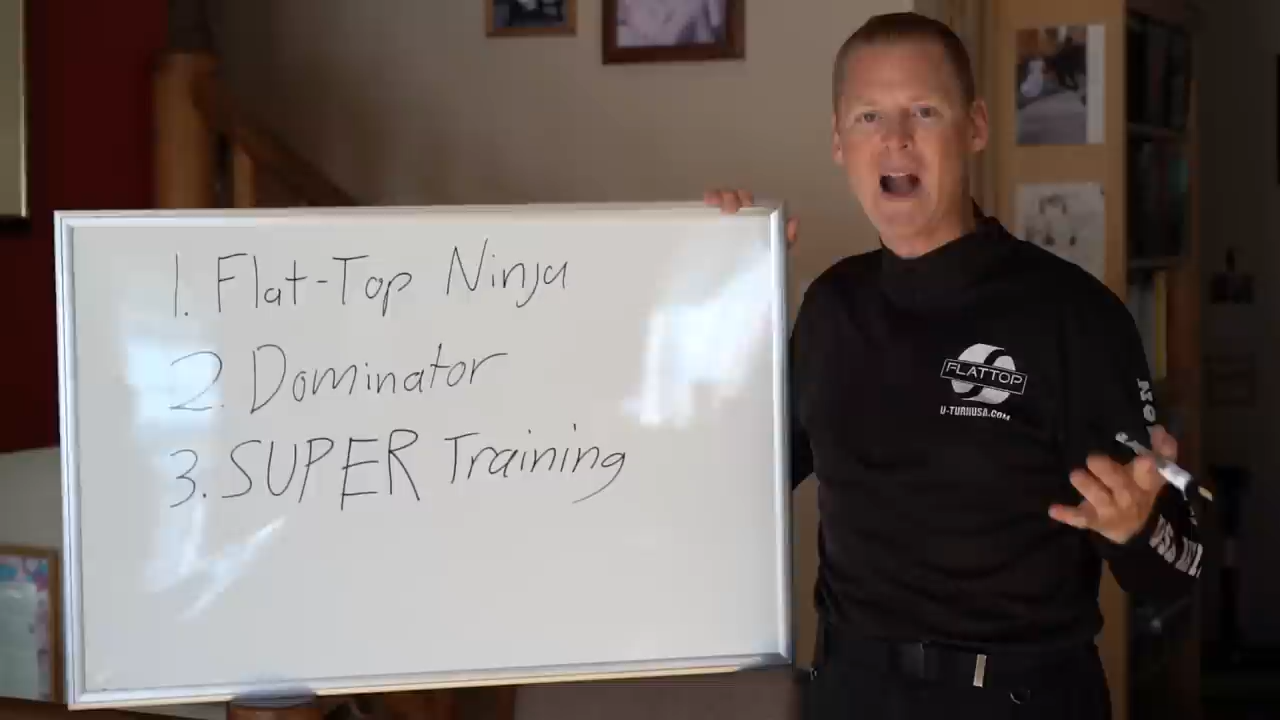 1. Flat-Top Ninja
2. Dominator
3. SUPER Training
FLATTOP
U-TURNUSA.COM